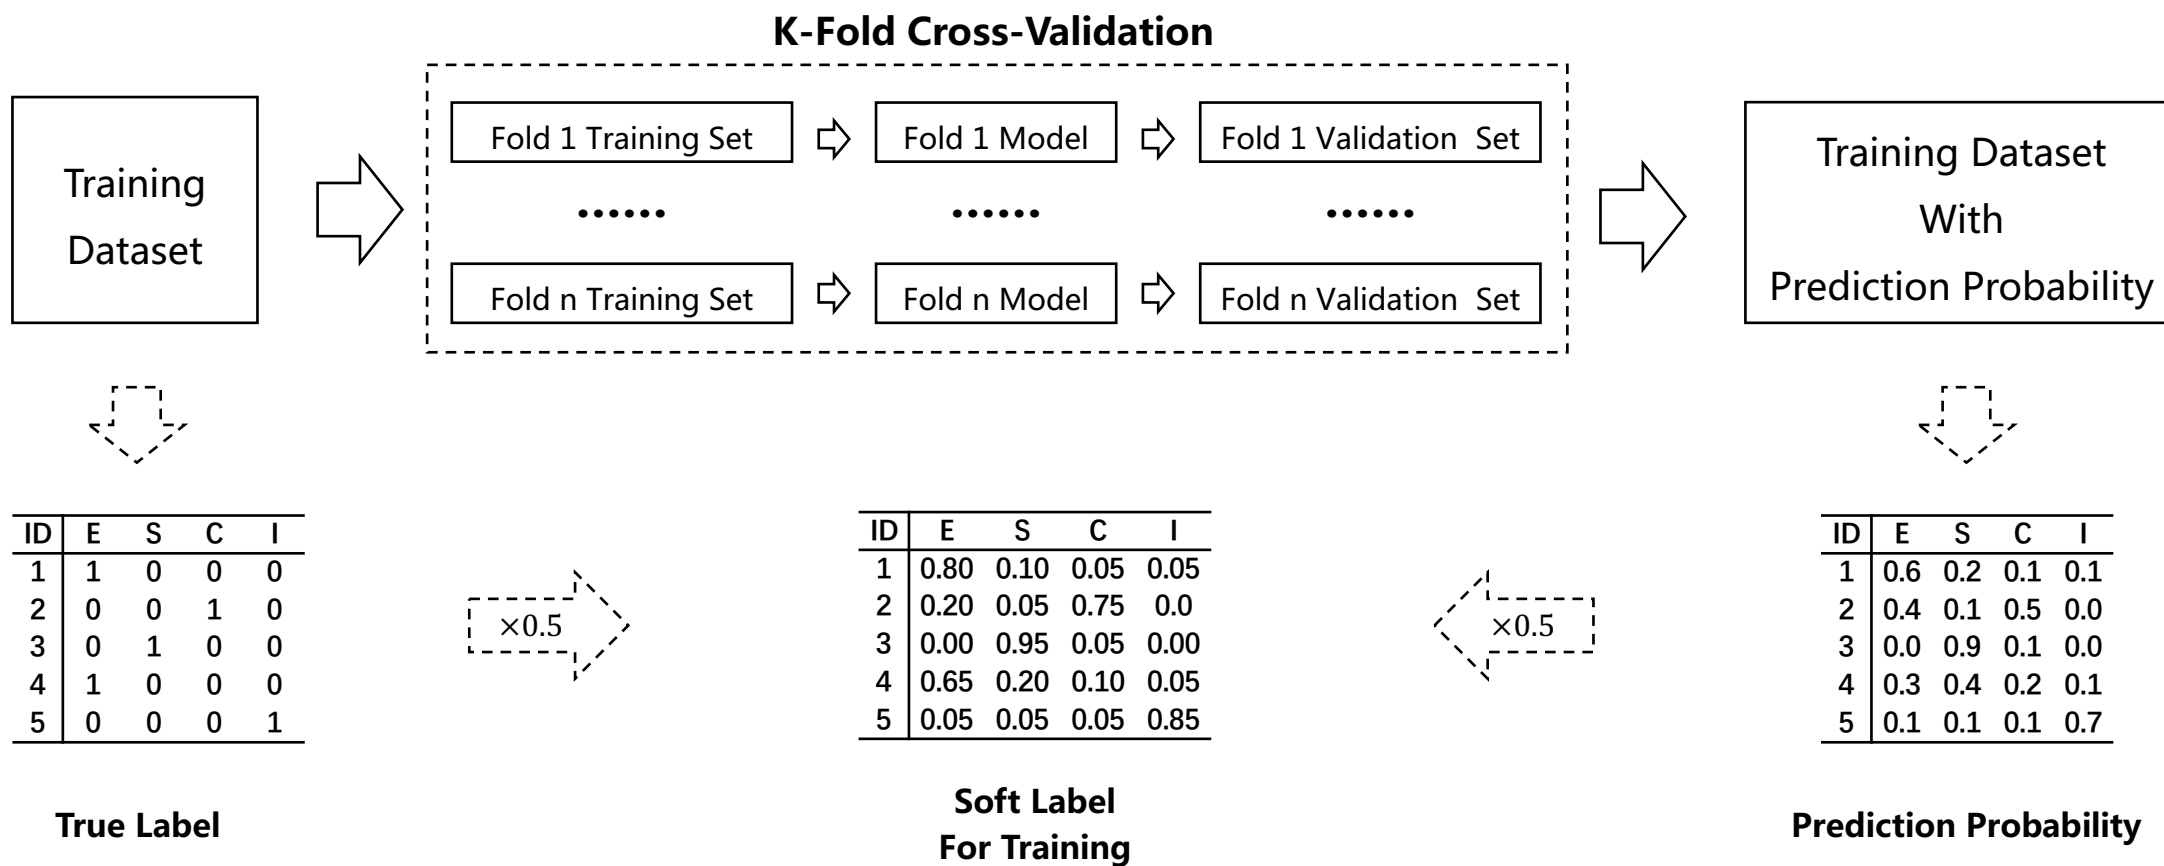 K-Fold Cross-Validation
Training
Dataset
Fold 1 Training Set
Fold 1 Model
Fold 1 Validation Set
......
......
......
Fold n Training Set
Fold n Model
Fold n Validation Set
Training Dataset
With
Prediction Probability
ID E S C I
1 1 0 0 0
2 0 0 1 0
3 0 1 0 0
4 1 0 0 0
5 0 0 0 1
True Label
×0.5
ID E S C I
1 0.80 0.10 0.05 0.05
2 0.20 0.05 0.75 0.0
3 0.00 0.95 0.05 0.00
4 0.65 0.20 0.10 0.05
5 0.05 0.05 0.05 0.85
Soft Label
For Training
×0.5
ID E S C I
1 0.6 0.2 0.1 0.1
2 0.4 0.1 0.5 0.0
3 0.0 0.9 0.1 0.0
4 0.3 0.4 0.2 0.1
5 0.1 0.1 0.1 0.7
Prediction Probability